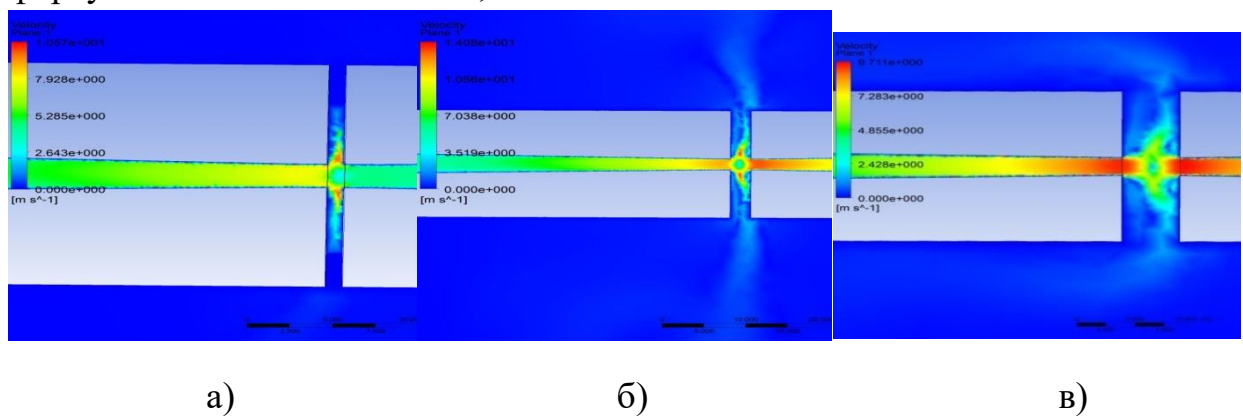 Velocity
Plane 1
1.057e+001
7.928e+000
5.285e+000
2.643e+000
0.000e+000
[m s^-1]
Velocity
Plane 1
1.408e+001
1.056e+001
7.038e+000
3.519e+000
0.000e+000
[m s^-1]
Velocity
Plane 1
9.711e+000
7.283e+000
4.855e+000
2.428e+000
0.000e+000
[m s^-1]
а)
б)
в)